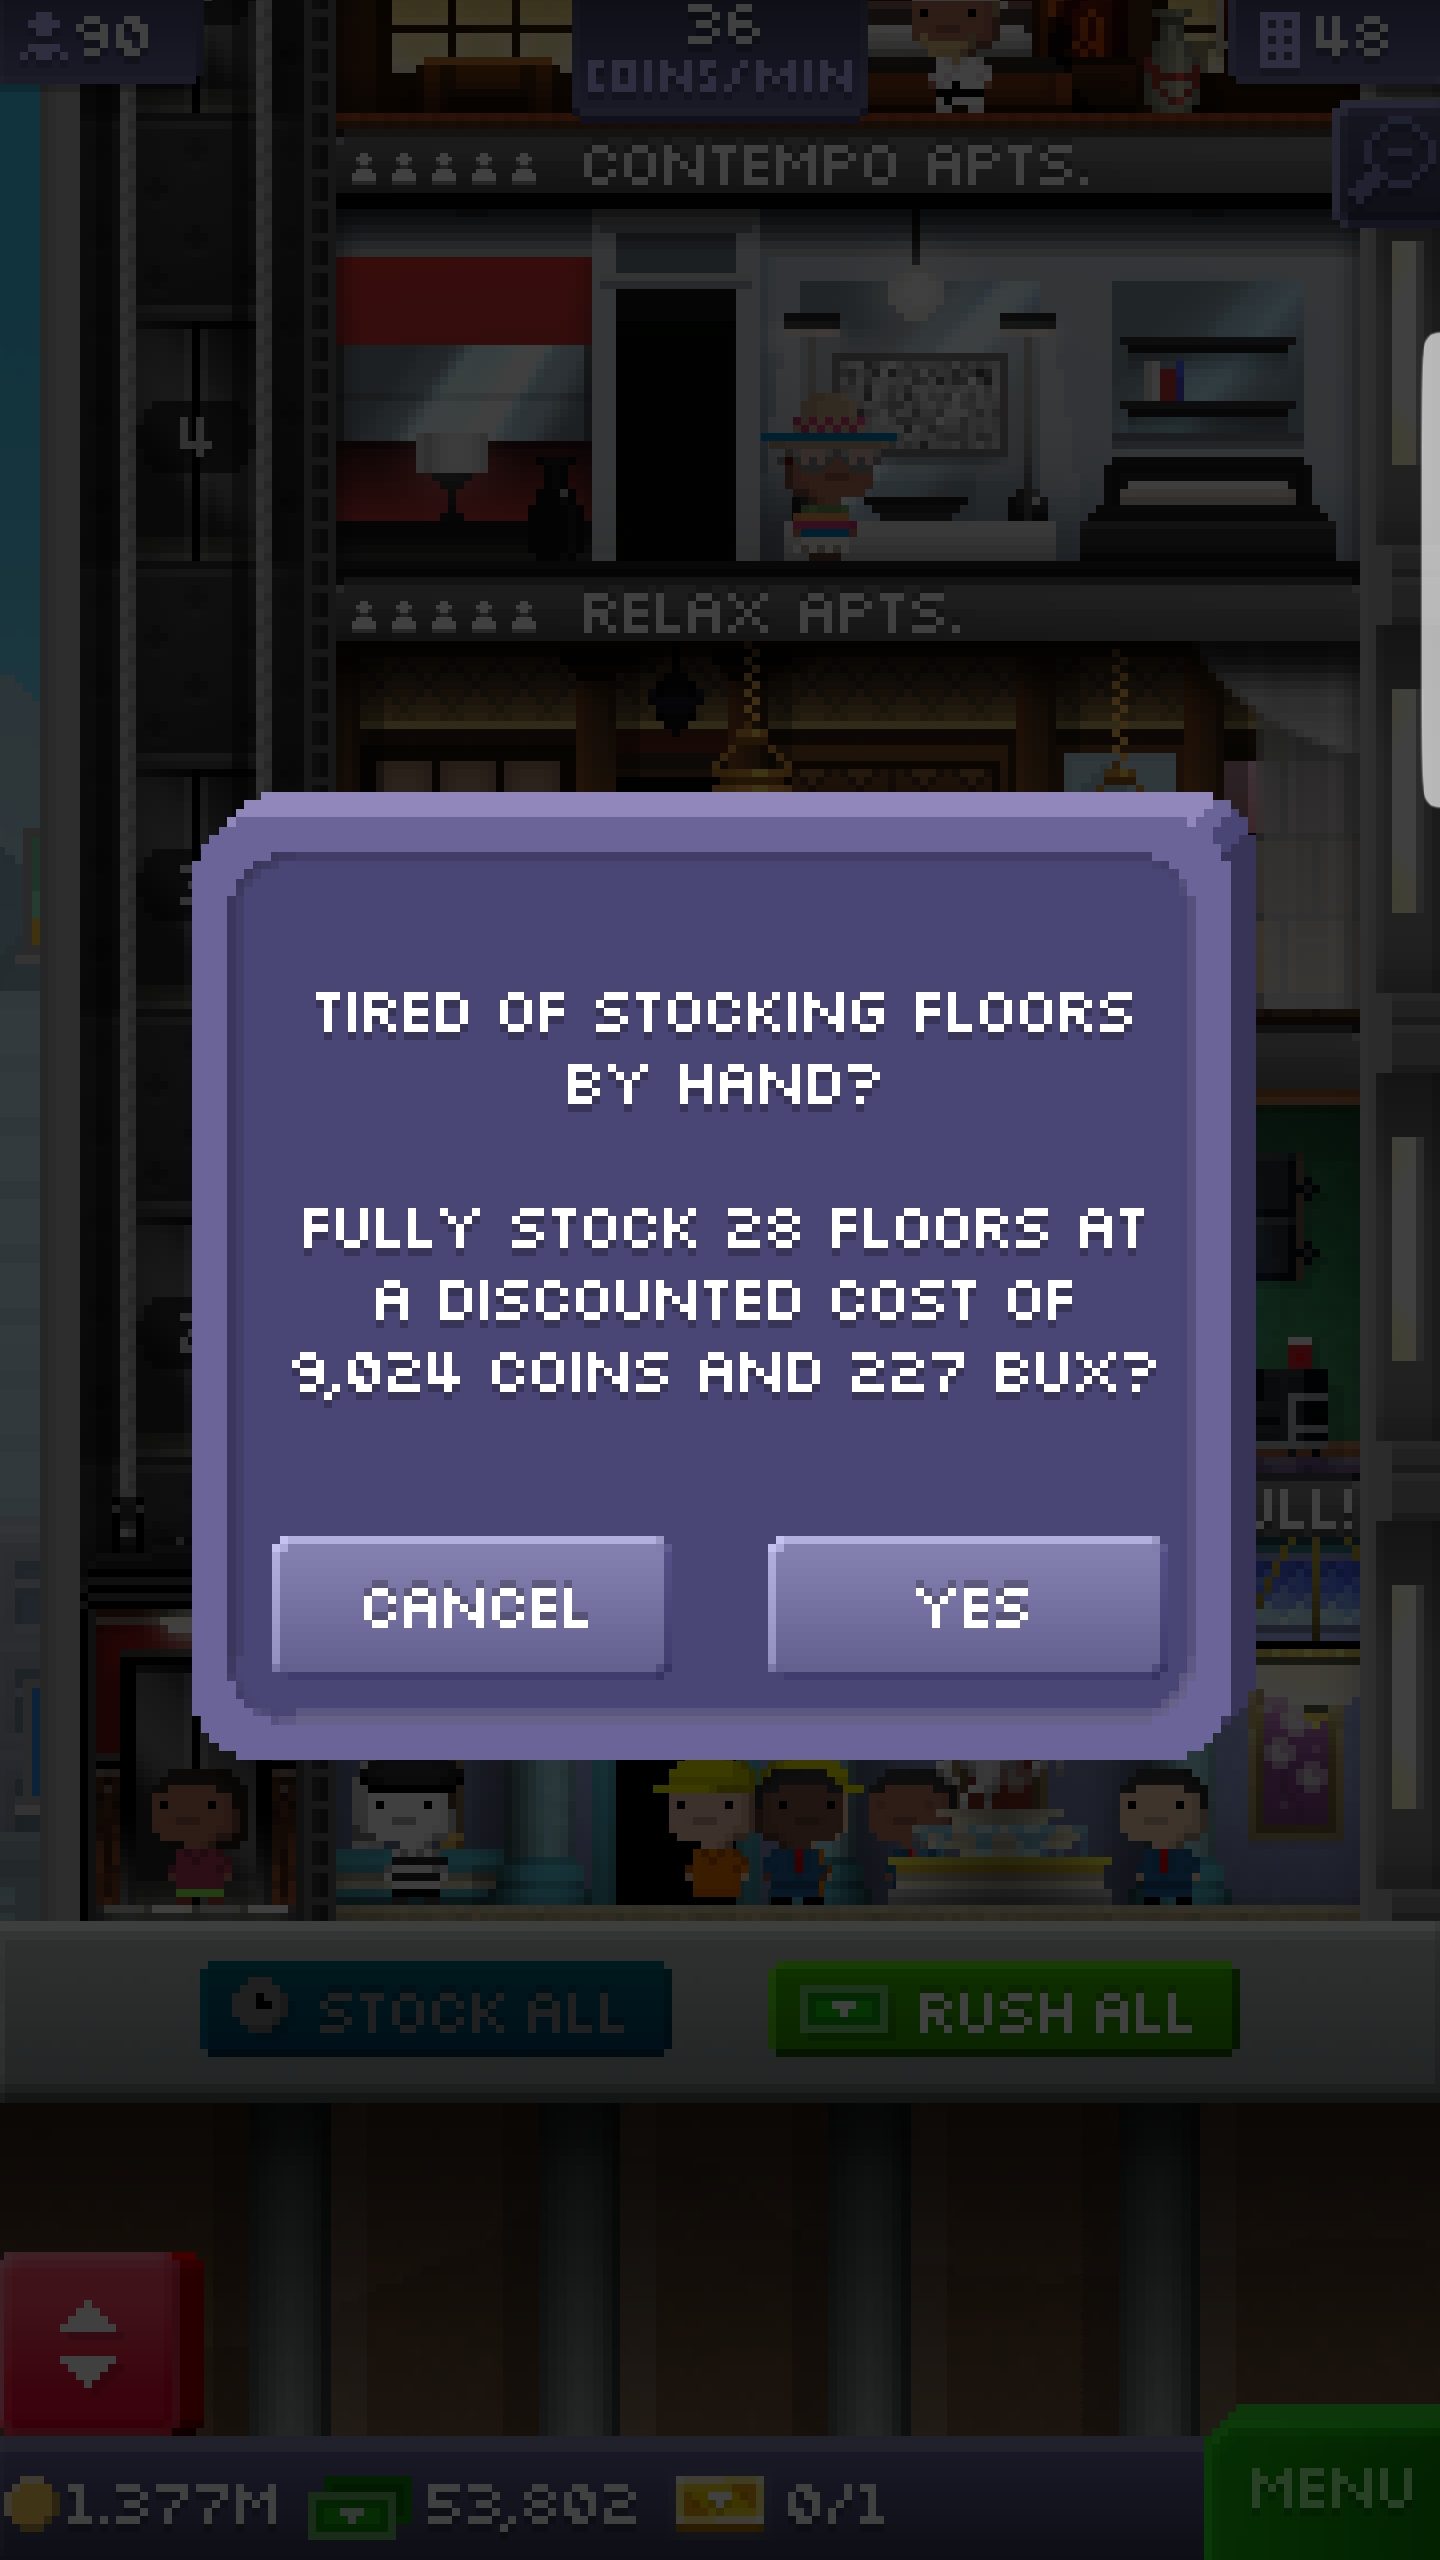 90
36
COINS/MIN
48
CONTEMPO APTS.
4
RELAX APTS.
TIRED OF STOCKING FLOORS
BY HAND?
FULLY STOCK 28 FLOORS AT
A DISCOUNTED COST OF
9,024 COINS AND 227 BUX?
CANCEL
YES
STOCK ALL
RUSH ALL
1.377M
53,802
0/1
MENU